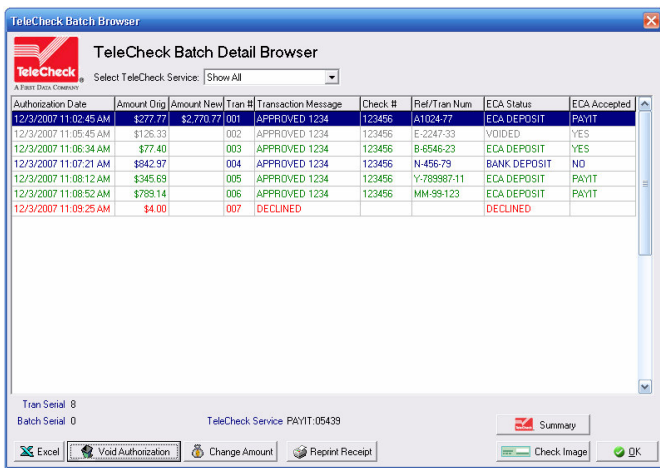 TeleCheck Batch Browser
TeleCheck Batch Detail Browser
TeleCheck
A FIRST DATA COMPANY
Select TeleCheck Service: Show All
Authorization Date Amount Orig Amount New Tran # Transaction Message Check # Ref/Tran Num ECA Status ECA Accepted
12/3/2007 11:02:45 AM $277.77 $2,770.77 001 APPROVED 1234 123456 A1024-77 ECA DEPOSIT PAYIT
12/3/2007 11:05:45 AM $126.33 002 APPROVED 1234 123456 E-2247-33 VOIDED YES
12/3/2007 11:06:34 AM $77.40 003 APPROVED 1234 123456 B-6546-23 ECA DEPOSIT YES
12/3/2007 11:07:21 AM $842.97 004 APPROVED 1234 123456 N-456-79 BANK DEPOSIT NO
12/3/2007 11:08:12 AM $345.69 005 APPROVED 1234 123456 Y-789987-11 ECA DEPOSIT PAYIT
12/3/2007 11:08:52 AM $789.14 006 APPROVED 1234 123456 MM-99-123 ECA DEPOSIT PAYIT
12/3/2007 11:09:25 AM $4.00 007 DECLINED DECLINED
Tran Serial 8
Batch Serial 0 TeleCheck Service PAYIT:05439
Summary
Excel Void Authorization Change Amount Reprint Receipt Check Image OK